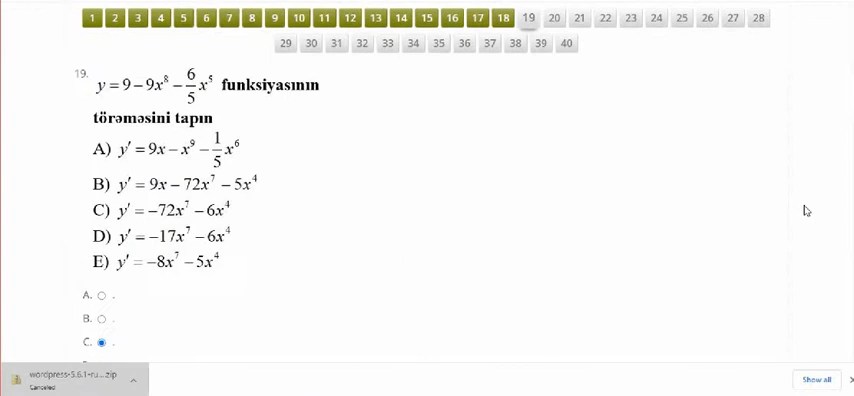 1 2 3 4 5 6 7 8 9 10 11 12 13 14 15 16 17 18 19 20 21 22 23 24 25 26 27 28
29 30 31 32 33 34 35 36 37 38 39 40
19. y = 9 − 9x⁸ − 6/5 x⁵ funksiyasının
törəməsini tapın
A) y′ = 9x − x⁹ − 1/5 x⁶
B) y′ = 9x − 72x⁷ − 5x⁴
C) y′ = −72x⁷ − 6x⁴
D) y′ = −17x⁷ − 6x⁴
E) y′ = −8x⁷ − 5x⁴
A. .
B. .
C. .
wordpress-5.6.1-ru....zip
Canceled
Show all